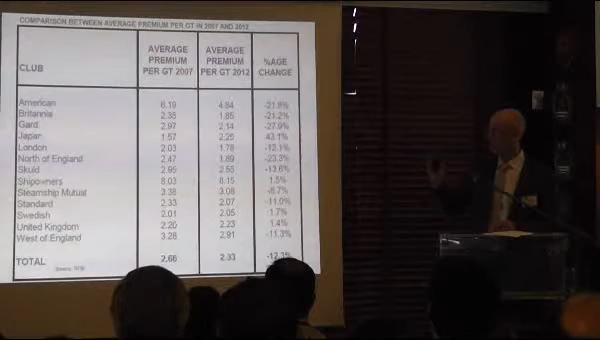 COMPARISON BETWEEN AVERAGE PREMIUM PER GT IN 2007 AND 2012
CLUB AVERAGE PREMIUM PER GT 2007 AVERAGE PREMIUM PER GT 2012 %AGE CHANGE
American 6.19 4.84 -21.8%
Britannia 2.35 1.85 -21.2%
Gard 2.97 2.14 -27.9%
Japan 1.57 2.25 43.1%
London 2.03 1.78 -12.1%
North of England 2.47 1.89 -23.3%
Skuld 2.95 2.55 -13.6%
Shipowners 8.03 8.15 1.5%
Steamship Mutual 3.38 3.08 -8.7%
Standard 2.33 2.07 -11.0%
Swedish 2.01 2.05 1.7%
United Kingdom 2.20 2.23 1.4%
West of England 3.28 2.91 -11.3%
TOTAL 2.66 2.33 -12.3%
Source: